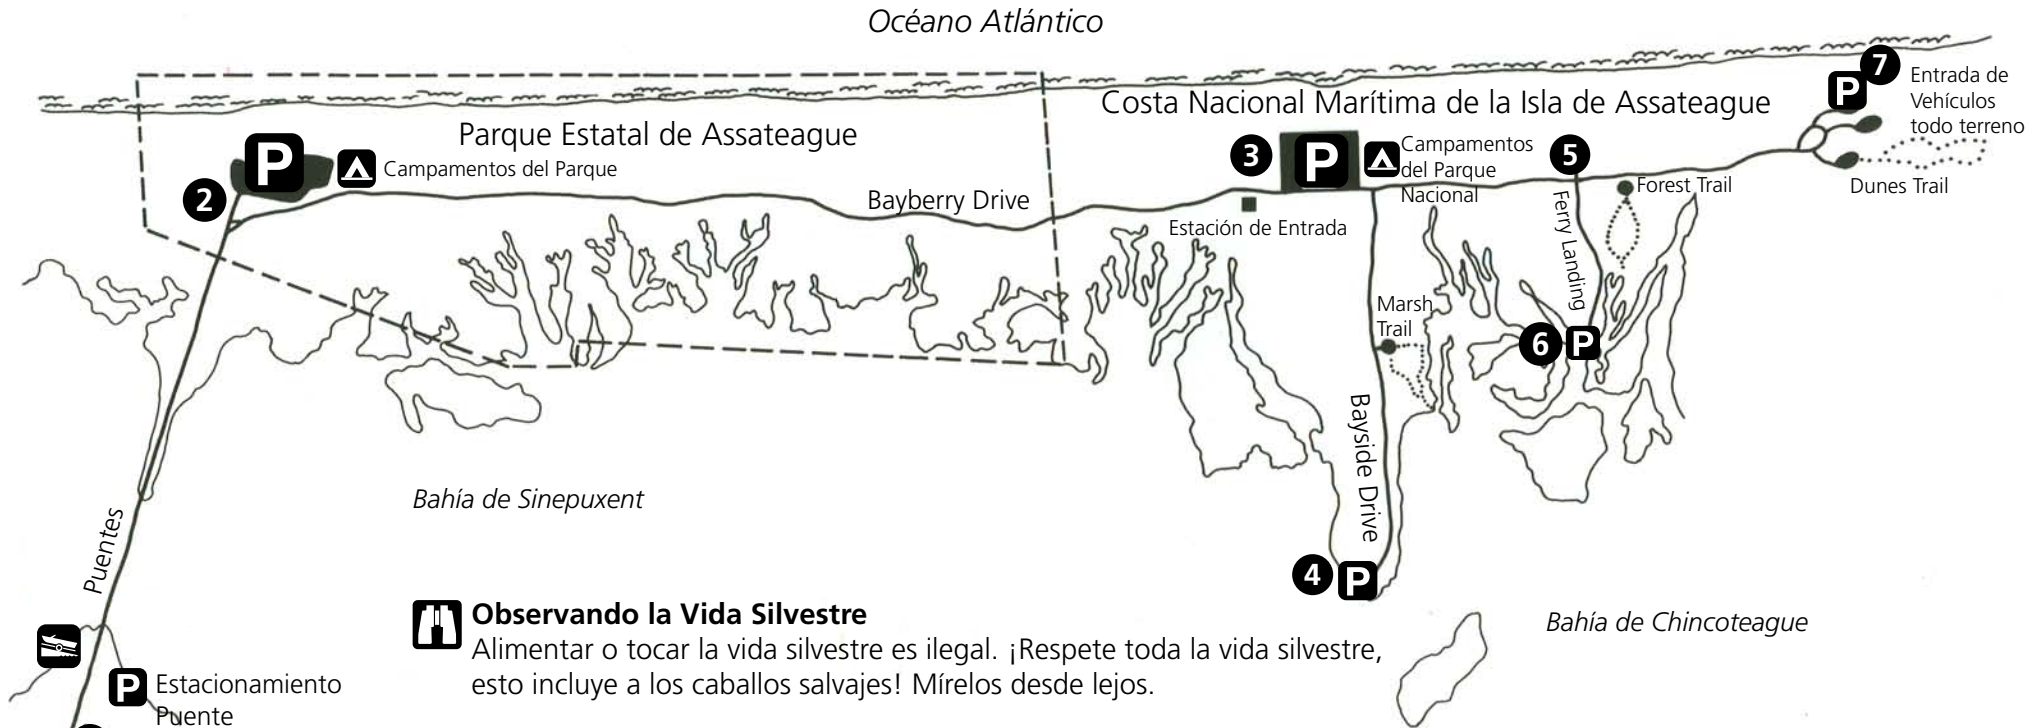 Océano Atlántico
7
P
Entrada de
Vehículos
todo terreno
Costa Nacional Marítima de la Isla de Assateague
Parque Estatal de Assateague
P
Campamentos del Parque
2
3
P
Campamentos
del Parque
Nacional
5
Forest Trail
Dunes Trail
Bayberry Drive
Estación de Entrada
Ferry Landing
Marsh
Trail
6
P
Bayside Drive
Bahía de Sinepuxent
Puentes
4
P
Observando la Vida Silvestre
Alimentar o tocar la vida silvestre es ilegal. ¡Respete toda la vida silvestre,
esto incluye a los caballos salvajes! Mírelos desde lejos.
Bahía de Chincoteague
P
Estacionamiento
Puente